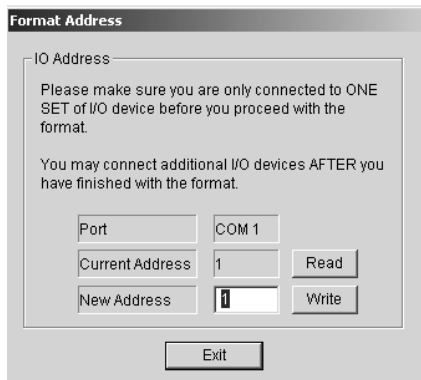 Format Address
IO Address
Please make sure you are only connected to ONE
SET of I/O device before you proceed with the
format.
You may connect additional I/O devices AFTER you
have finished with the format.
Port COM 1
Current Address 1 Read
New Address 1 Write
Exit